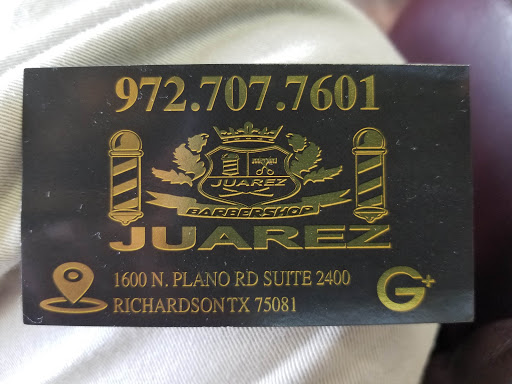 972.707.7601
JUAREZ
BARBERSHOP
JUAREZ
1600 N. PLANO RD SUITE 2400
RICHARDSON TX 75081
G+